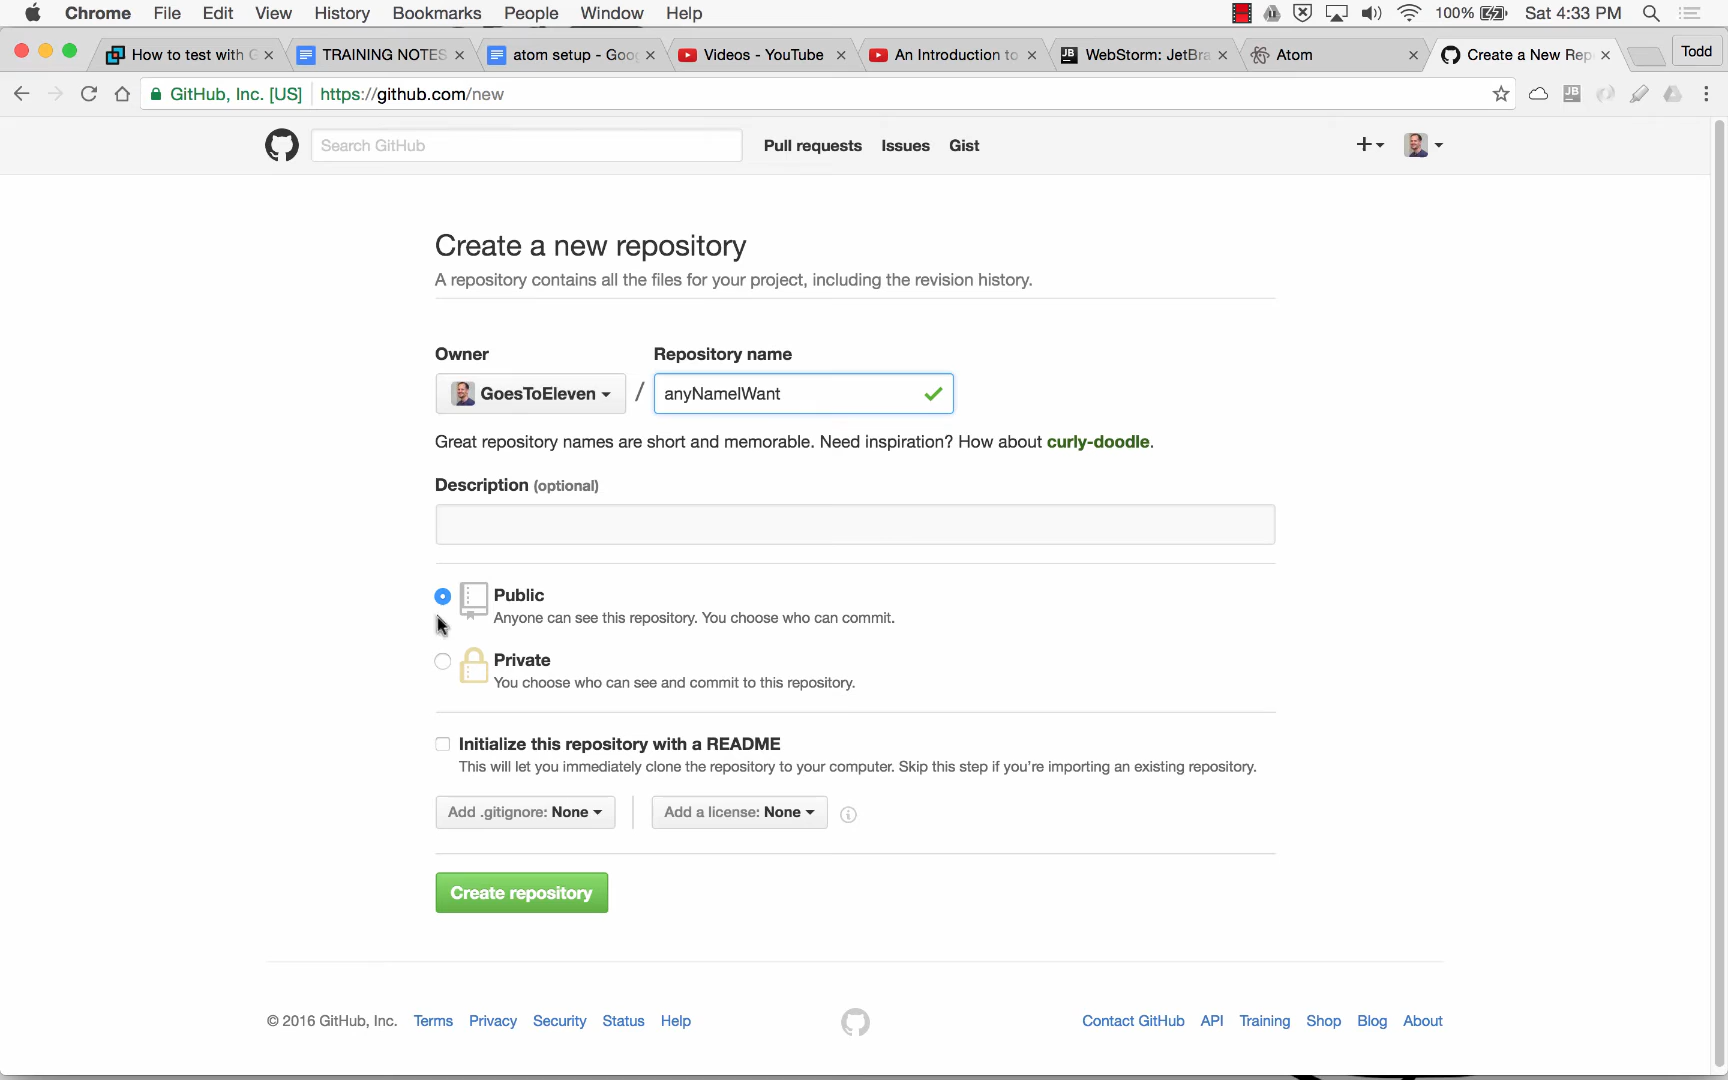 Chrome File Edit View History Bookmarks People Window Help 100% Sat 4:33 PM
How to test with G TRAINING NOTES atom setup - Goo Videos - YouTube An Introduction to WebStorm: JetBra Atom Create a New Rep Todd
GitHub, Inc. [US] https://github.com/new JB
Search GitHub Pull requests Issues Gist
Create a new repository
A repository contains all the files for your project, including the revision history.
Owner Repository name
GoesToEleven / anyNameIWant
Great repository names are short and memorable. Need inspiration? How about curly-doodle.
Description (optional)
Public
Anyone can see this repository. You choose who can commit.
Private
You choose who can see and commit to this repository.
Initialize this repository with a README
This will let you immediately clone the repository to your computer. Skip this step if you're importing an existing repository.
Add .gitignore: None Add a license: None
Create repository
© 2016 GitHub, Inc. Terms Privacy Security Status Help Contact GitHub API Training Shop Blog About